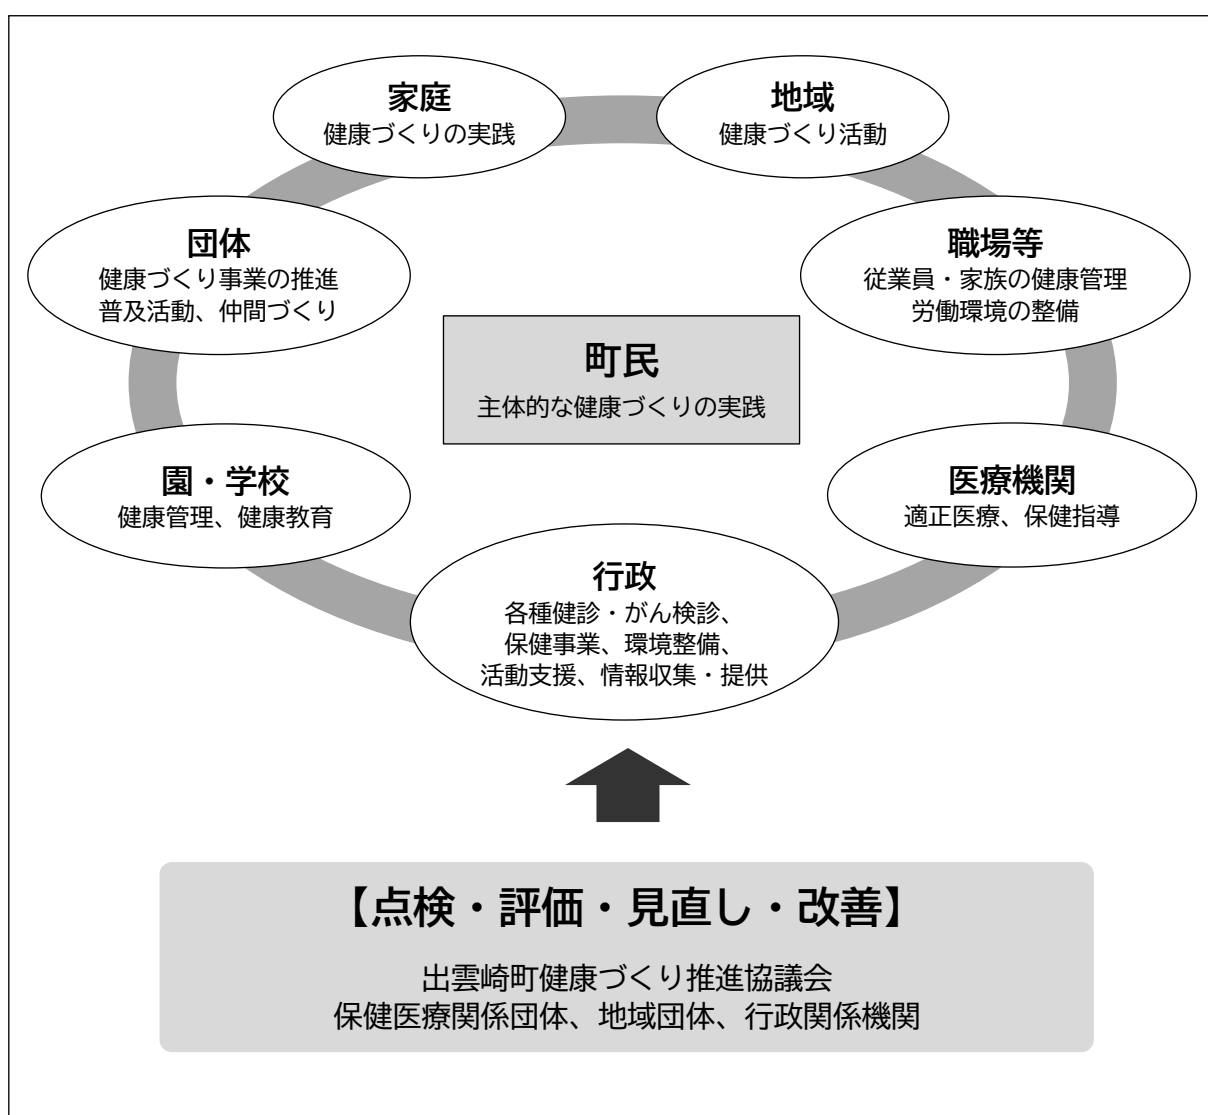 家庭
健康づくりの実践
地域
健康づくり活動
団体
健康づくり事業の推進
普及活動、仲間づくり
職場等
従業員・家族の健康管理
労働環境の整備
町民
主体的な健康づくりの実践
園・学校
健康管理、健康教育
医療機関
適正医療、保健指導
行政
各種健診・がん検診、
保健事業、環境整備、
活動支援、情報収集・提供
【点検・評価・見直し・改善】
出雲崎町健康づくり推進協議会
保健医療関係団体、地域団体、行政関係機関